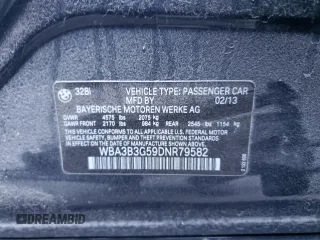 328i VEHICLE TYPE: PASSENGER CAR
MFD BY 02/13
BAYERISCHE MOTOREN WERKE AG
GVWR 4575 lbs 2075 kg
GAWR FRONT 2170 lbs 984 kg REAR 2545 lbs 1154 kg
THIS VEHICLE CONFORMS TO ALL APPLICABLE FEDERAL MOTOR
VEHICLE SAFETY, BUMPER AND THEFT PREVENTION
STANDARDS IN EFFECT ON THE DATE OF
MANUFACTURE SHOWN ABOVE.
WBA3B3G59DNR79582
AUTOBIDMASTER
DREAMBID